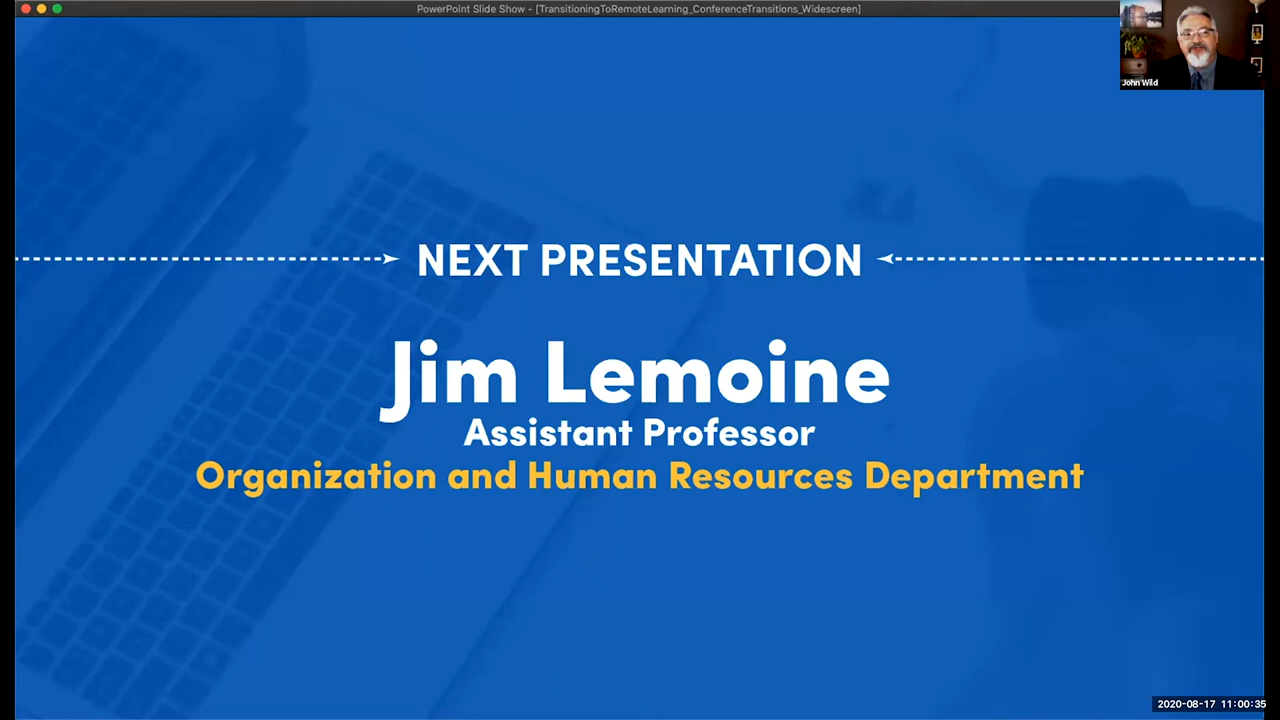 PowerPoint Slide Show - [TransitioningToRemoteLearning_ConferenceTransitions_Widescreen]
John Wild
NEXT PRESENTATION
Jim Lemoine
Assistant Professor
Organization and Human Resources Department
2020-08-17 11:00:35